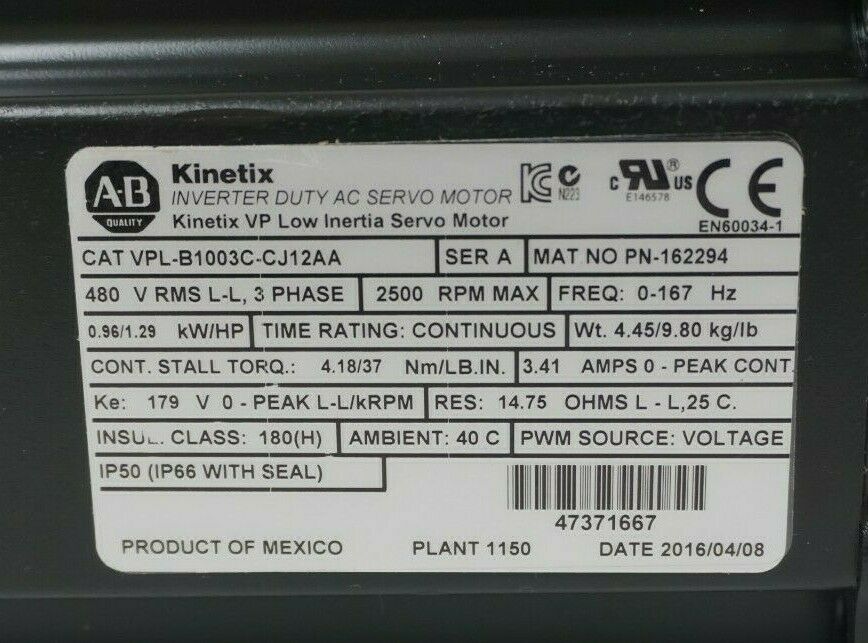 A-B
QUALITY
Kinetix
INVERTER DUTY AC SERVO MOTOR
Kinetix VP Low Inertia Servo Motor
N223
c RU® US
E146578
CE
EN60034-1
CAT VPL-B1003C-CJ12AA SER A MAT NO PN-162294
480 V RMS L-L, 3 PHASE 2500 RPM MAX FREQ: 0-167 Hz
0.96/1.29 kW/HP TIME RATING: CONTINUOUS Wt. 4.45/9.80 kg/lb
CONT. STALL TORQ.: 4.18/37 Nm/LB.IN. 3.41 AMPS 0 - PEAK CONT.
Ke: 179 V 0 - PEAK L-L/kRPM RES: 14.75 OHMS L - L,25 C.
INSUL. CLASS: 180(H) AMBIENT: 40 C PWM SOURCE: VOLTAGE
IP50 (IP66 WITH SEAL)
47371667
PRODUCT OF MEXICO PLANT 1150 DATE 2016/04/08